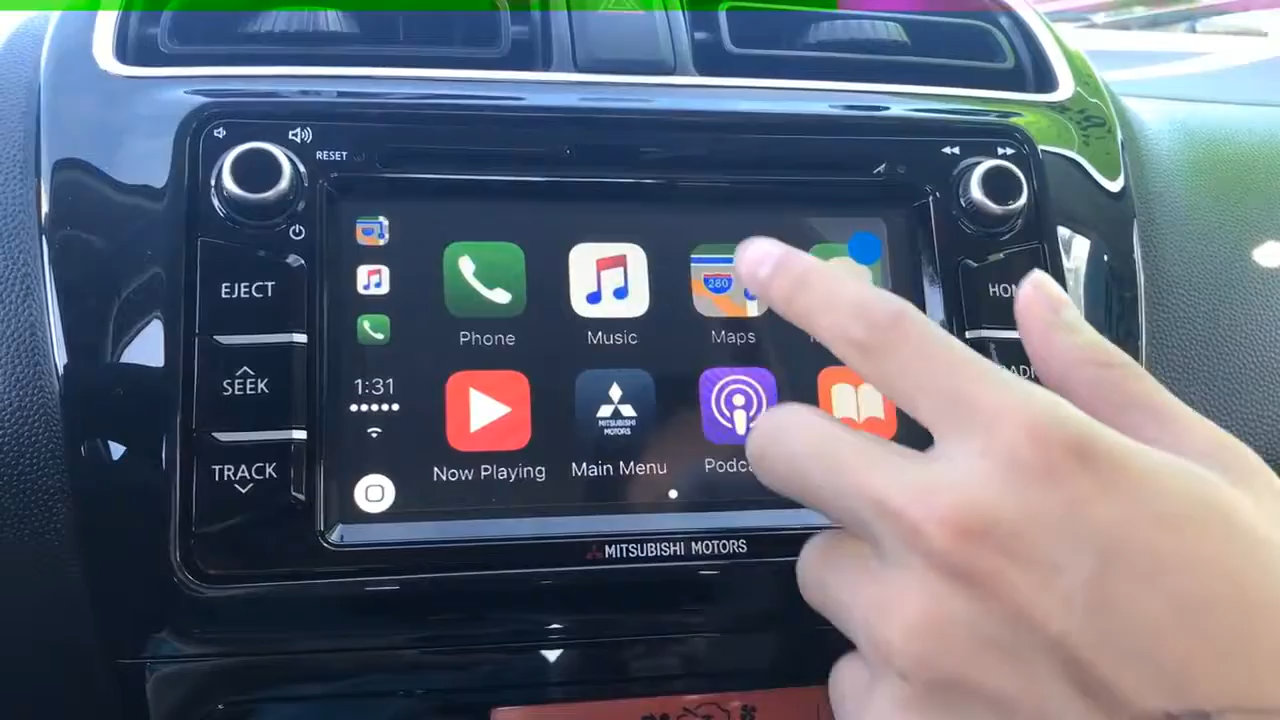 RESET
EJECT
SEEK
TRACK
280
Phone
Music
Maps
1:31
MITSUBISHI
MOTORS
Now Playing
Main Menu
MITSUBISHI MOTORS